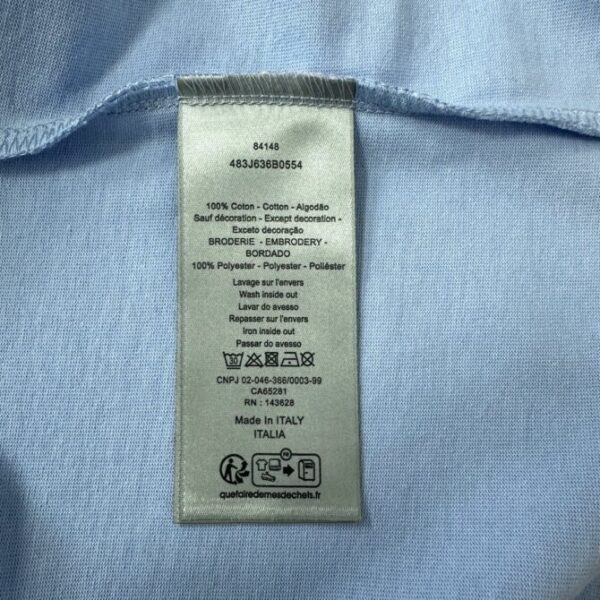 84148
483J636B0554
100% Coton - Cotton - Algodão
Sauf décoration - Except decoration -
Exceto decoração
BRODERIE - EMBRODERY -
BORDADO
100% Polyester - Polyester - Poliéster
Lavage sur l'envers
Wash inside out
Lavar do avesso
Repasser sur l'envers
Iron inside out
Passar do avesso
30
CNPJ 02-046-366/0003-99
CA65281
RN : 143628
Made In ITALY
ITALIA
FR
quefairedemesdechets.fr